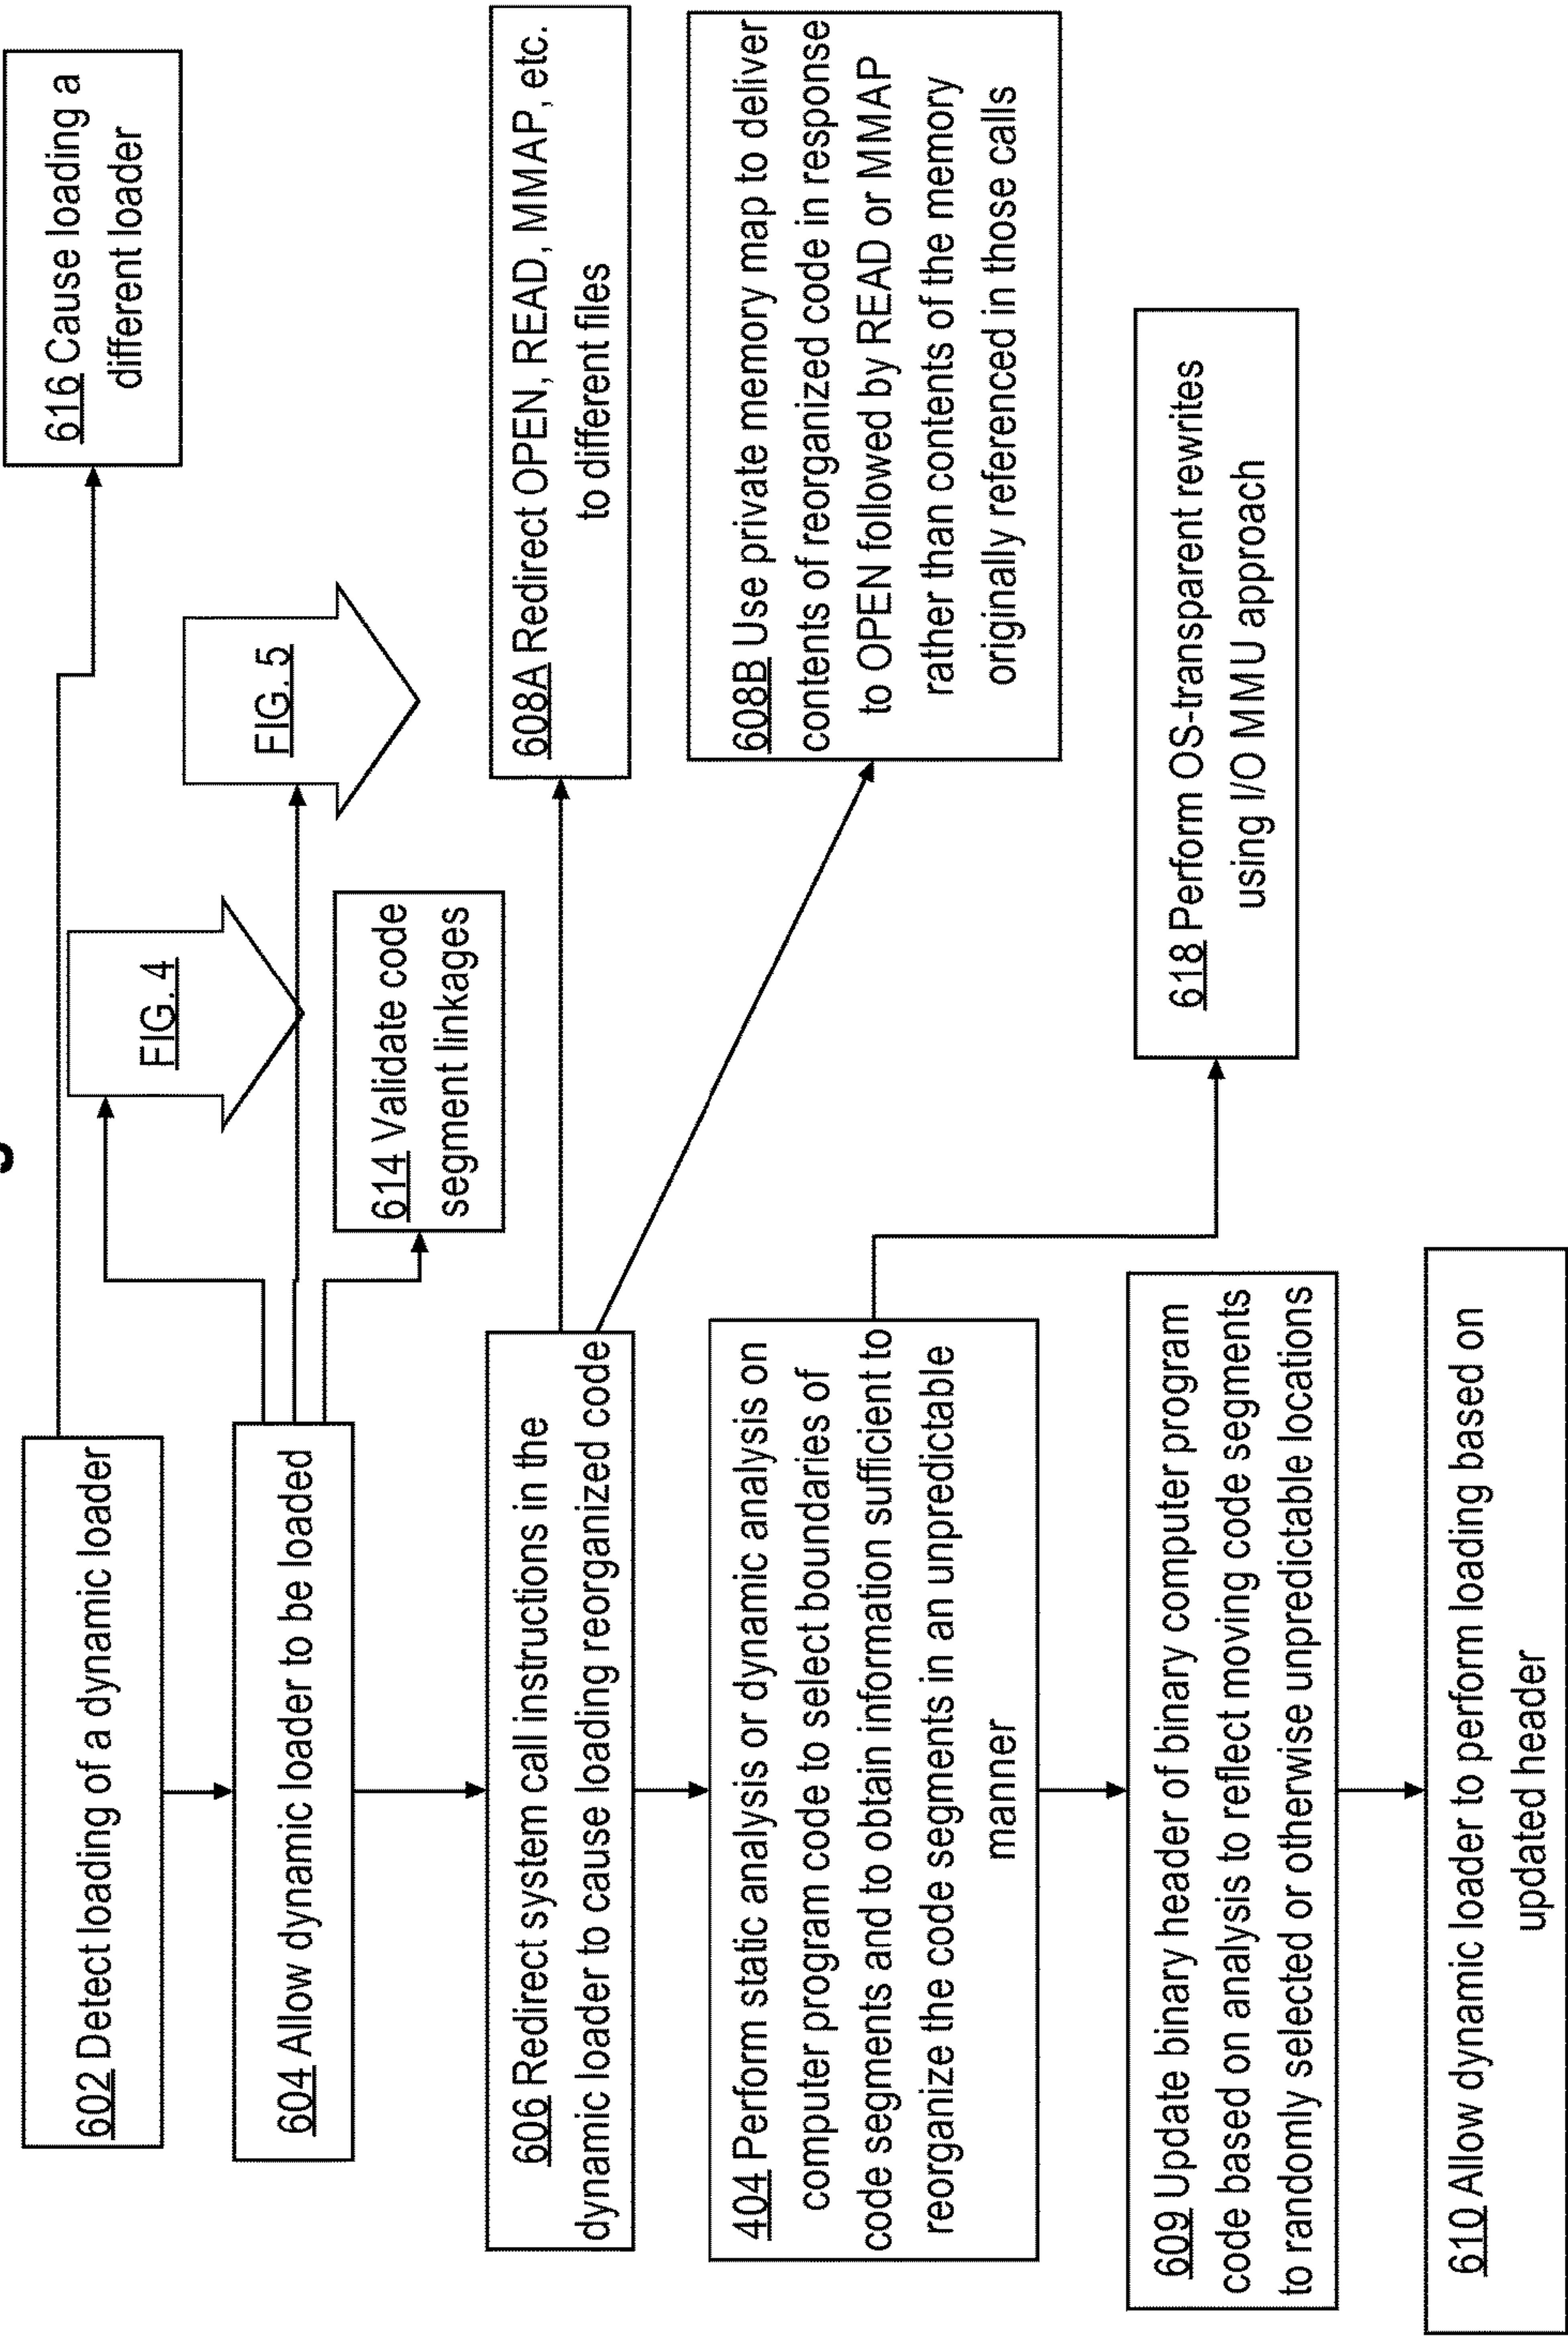 602 Detect loading of a dynamic loader
616 Cause loading a
different loader
604 Allow dynamic loader to be loaded
FIG. 4
FIG. 5
614 Validate code
segment linkages
606 Redirect system call instructions in the
dynamic loader to cause loading reorganized code
608A Redirect OPEN, READ, MMAP, etc.
to different files
608B Use private memory map to deliver
contents of reorganized code in response
to OPEN followed by READ or MMAP
rather than contents of the memory
originally referenced in those calls
404 Perform static analysis or dynamic analysis on
computer program code to select boundaries of
code segments and to obtain information sufficient to
reorganize the code segments in an unpredictable
manner
618 Perform OS-transparent rewrites
using I/O MMU approach
609 Update binary header of binary computer program
code based on analysis to reflect moving code segments
to randomly selected or otherwise unpredictable locations
610 Allow dynamic loader to perform loading based on
updated header